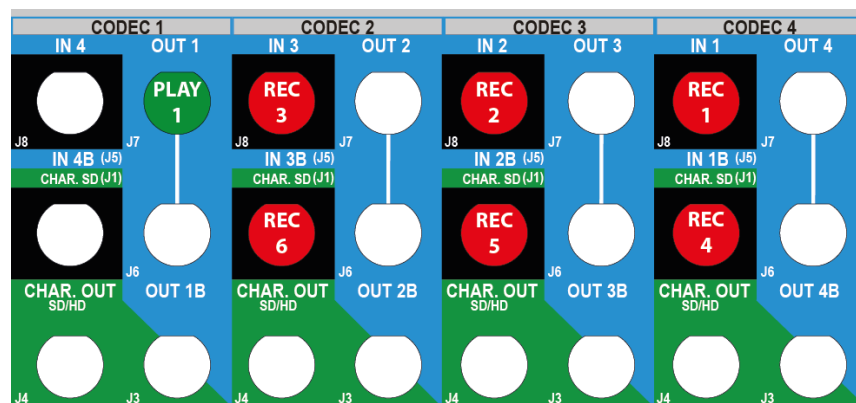 CODEC 1 CODEC 2 CODEC 3 CODEC 4
IN 4 OUT 1 IN 3 OUT 2 IN 2 OUT 3 IN 1 OUT 4
PLAY 1 REC 3 REC 2 REC 1
J8 J7 J8 J7 J8 J7 J8 J7
IN 4B (J5) IN 3B (J5) IN 2B (J5) IN 1B (J5)
CHAR. SD (J1) CHAR. SD (J1) CHAR. SD (J1) CHAR. SD (J1)
REC 6 REC 5 REC 4
J6 J6 J6 J6
CHAR. OUT OUT 1B CHAR. OUT OUT 2B CHAR. OUT OUT 3B CHAR. OUT OUT 4B
SD/HD SD/HD SD/HD SD/HD
J4 J3 J4 J3 J4 J3 J4 J3